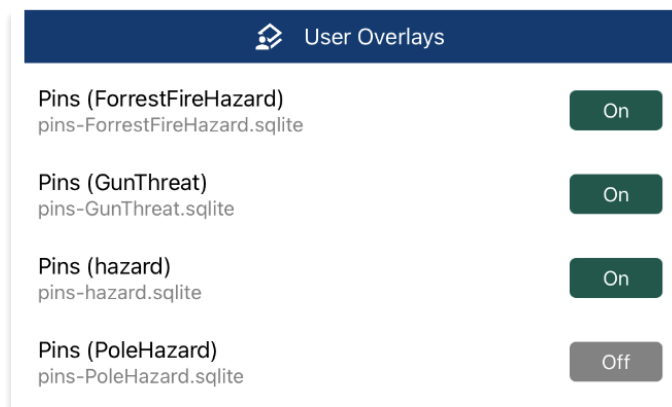 User Overlays
Pins (ForrestFireHazard)
pins-ForrestFireHazard.sqlite
On
Pins (GunThreat)
pins-GunThreat.sqlite
On
Pins (hazard)
pins-hazard.sqlite
On
Pins (PoleHazard)
pins-PoleHazard.sqlite
Off